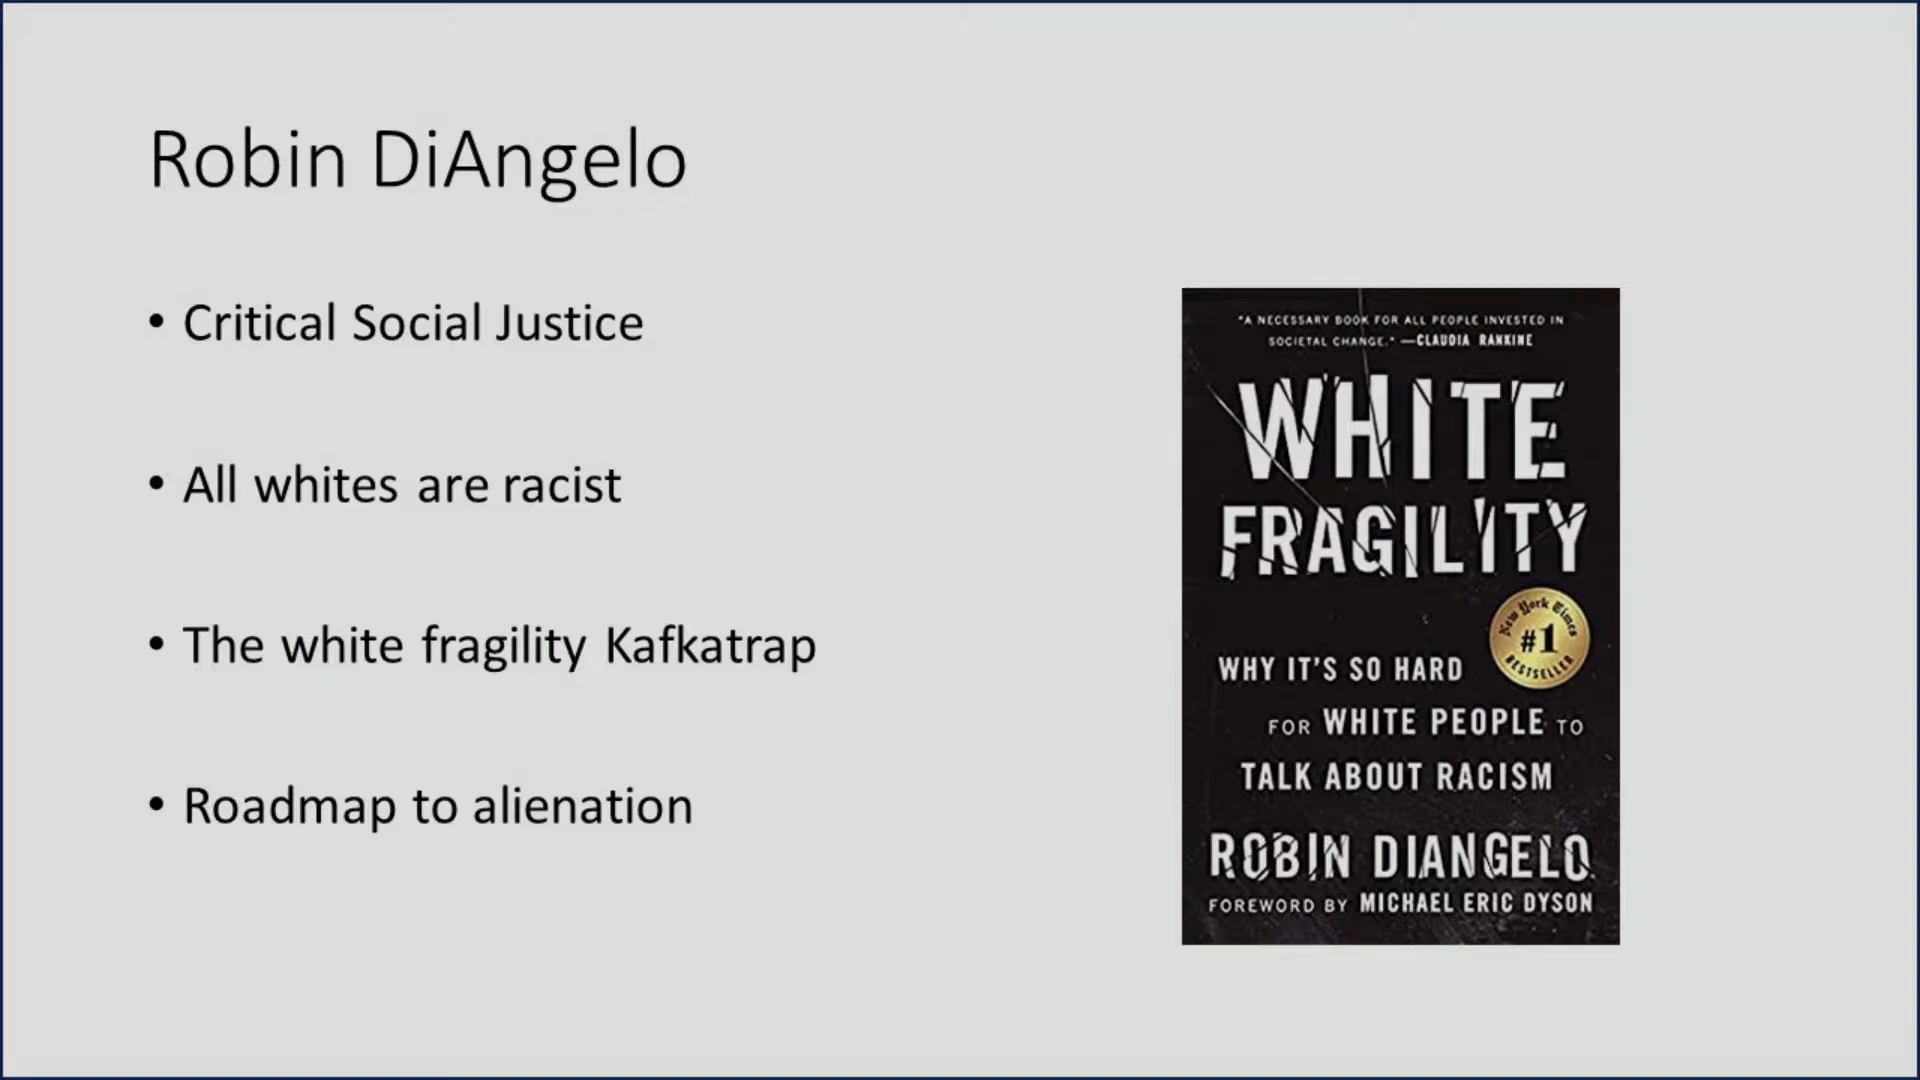 Robin DiAngelo
• Critical Social Justice
• All whites are racist
• The white fragility Kafkatrap
• Roadmap to alienation
"A NECESSARY BOOK FOR ALL PEOPLE INVESTED IN
SOCIETAL CHANGE." —CLAUDIA RANKINE
WHITE
FRAGILITY
New York Times
#1
BESTSELLER
WHY IT'S SO HARD
FOR WHITE PEOPLE TO
TALK ABOUT RACISM
ROBIN DIANGELO
FOREWORD BY MICHAEL ERIC DYSON